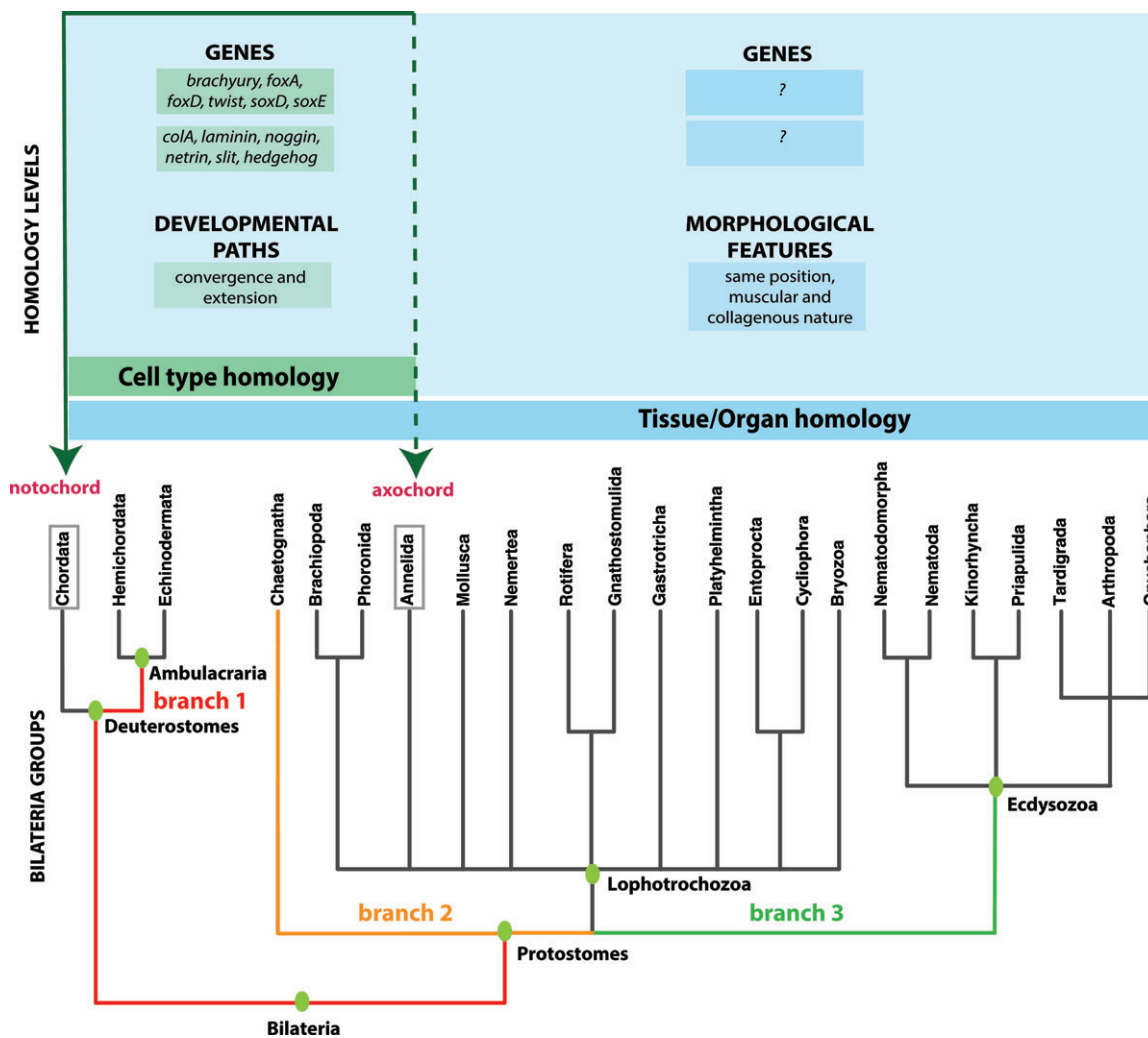 GENES
brachyury, foxA,
foxD, twist, soxD, soxE
colA, laminin, noggin,
netrin, slit, hedgehog
DEVELOPMENTAL
PATHS
convergence and
extension
GENES
?
?
MORPHOLOGICAL
FEATURES
same position,
muscular and
collagenous nature
HOMOLOGY LEVELS
Cell type homology
Tissue/Organ homology
notochord
axochord
Chordata
Hemichordata
Echinodermata
Chaetognatha
Brachiopoda
Phoronida
Annelida
Mollusca
Nemertea
Rotifera
Gnathostomulida
Gastrotricha
Platyhelmintha
Entoprocta
Cycliophora
Bryozoa
Nematodomorpha
Nematoda
Kinorhyncha
Priapulida
Tardigrada
Arthropoda
Ambulacraria
branch 1
Deuterostomes
BILATERIA GROUPS
Ecdysozoa
Lophotrochozoa
branch 2
branch 3
Protostomes
Bilateria